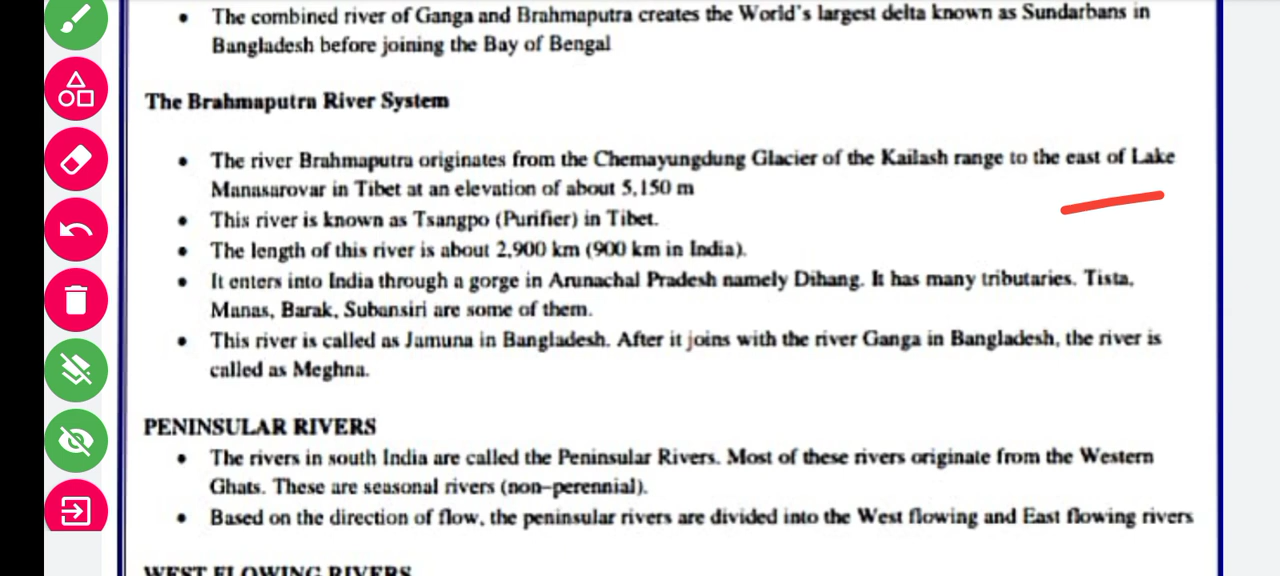 • The combined river of Ganga and Brahmaputra creates the World's largest delta known as Sundarbans in
Bangladesh before joining the Bay of Bengal
The Brahmaputra River System
• The river Brahmaputra originates from the Chemayungdung Glacier of the Kailash range to the east of Lake
Manasarovar in Tibet at an elevation of about 5,150 m
• This river is known as Tsangpo (Purifier) in Tibet.
• The length of this river is about 2,900 km (900 km in India).
• It enters into India through a gorge in Arunachal Pradesh namely Dihang. It has many tributaries. Tista,
Manas, Barak, Subansiri are some of them.
• This river is called as Jamuna in Bangladesh. After it joins with the river Ganga in Bangladesh, the river is
called as Meghna.
PENINSULAR RIVERS
• The rivers in south India are called the Peninsular Rivers. Most of these rivers originate from the Western
Ghats. These are seasonal rivers (non–perennial).
• Based on the direction of flow, the peninsular rivers are divided into the West flowing and East flowing rivers
WEST FLOWING RIVERS